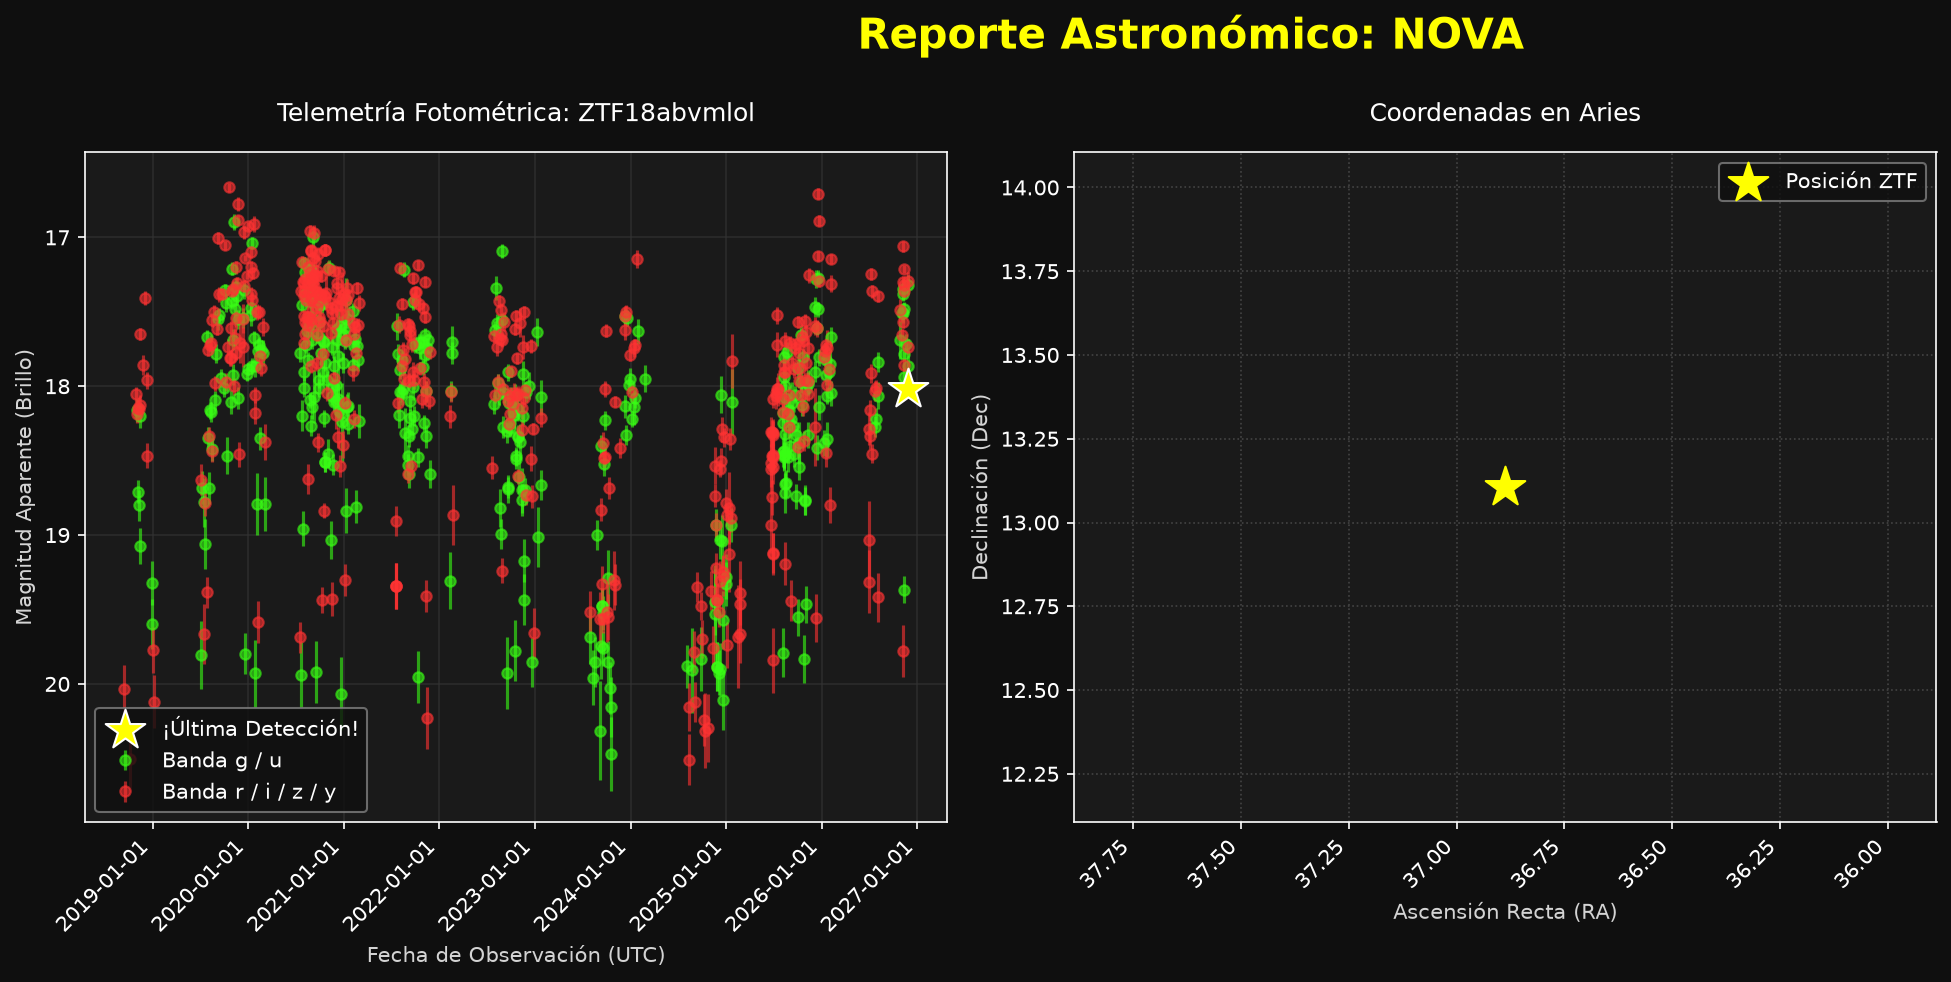 Reporte Astronómico: NOVA
Telemetría Fotométrica: ZTF18abvmlol
Magnitud Aparente (Brillo)
17
18
19
20
¡Última Detección!
Banda g / u
Banda r / i / z / y
2019-01-01
2020-01-01
2021-01-01
2022-01-01
2023-01-01
2024-01-01
2025-01-01
2026-01-01
2027-01-01
Fecha de Observación (UTC)
Coordenadas en Aries
Declinación (Dec)
14.00
13.75
13.50
13.25
13.00
12.75
12.50
12.25
Posición ZTF
37.75
37.50
37.25
37.00
36.75
36.50
36.25
36.00
Ascensión Recta (RA)